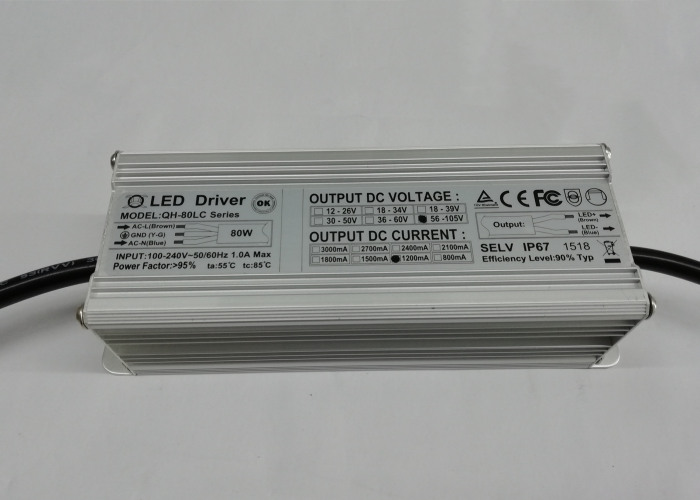 LED Driver
OK
MODEL:QH-80LC Series
AC-L(Brown)
GND (Y-G)
AC-N(Blue)
80W
INPUT:100-240V~50/60Hz 1.0A Max
Power Factor:>95% ta:55℃ tc:85℃
OUTPUT DC VOLTAGE :
12-26V 18-34V 18-39V
30-50V 36-60V 56-105V
OUTPUT DC CURRENT :
3000mA 2700mA 2400mA 2100mA
1800mA 1500mA 1200mA 800mA
CE FC
Output:
LED+
(Brown)
LED-
(Blue)
SELV IP67 1518
Efficiency Level:90% Typ